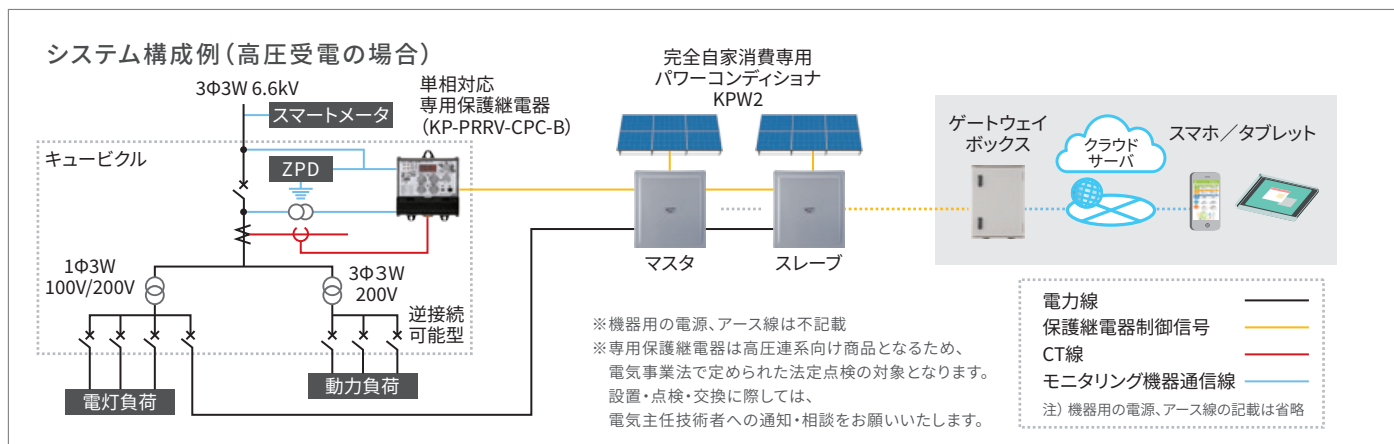 システム構成例（高圧受電の場合）
3Φ3W 6.6kV
スマートメータ
単相対応
専用保護継電器
（KP-PRRV-CPC-B）
キュービクル
ZPD
1Φ3W
100V/200V
3Φ3W
200V
逆接続
可能型
電灯負荷
動力負荷
完全自家消費専用
パワーコンディショナ
KPW2
マスタ
スレーブ
ゲートウェイ
ボックス
クラウド
サーバ
スマホ／タブレット
※機器用の電源、アース線は不記載
※専用保護継電器は高圧連系向け商品となるため、
電気事業法で定められた法定点検の対象となります。
設置・点検・交換に際しては、
電気主任技術者への通知・相談をお願いいたします。
電力線
保護継電器制御信号
CT線
モニタリング機器通信線
注）機器用の電源、アース線の記載は省略